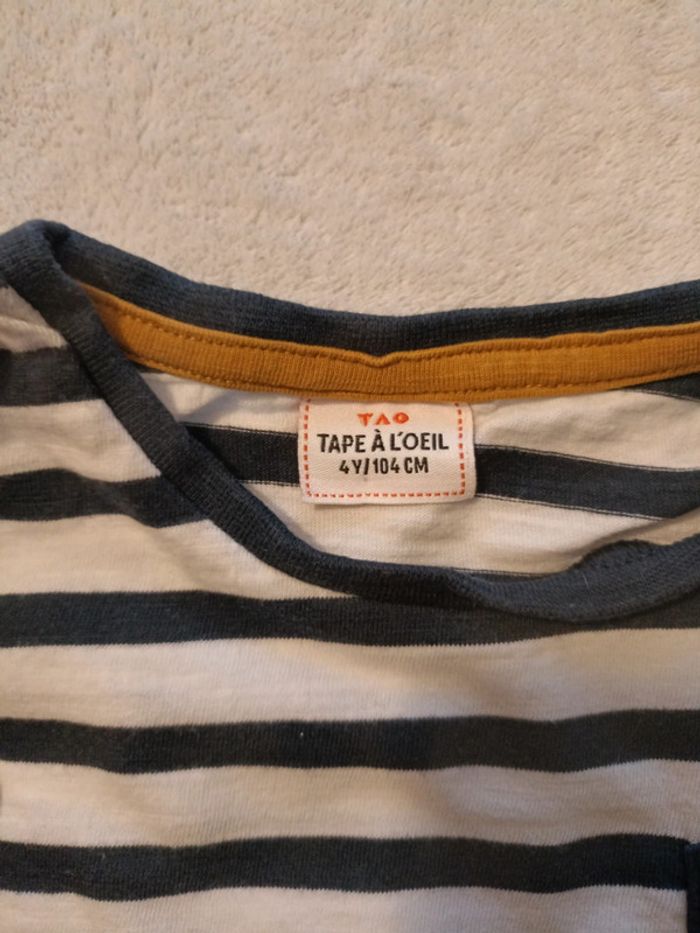 TAO
TAPE À L'OEIL
4Y/104 CM